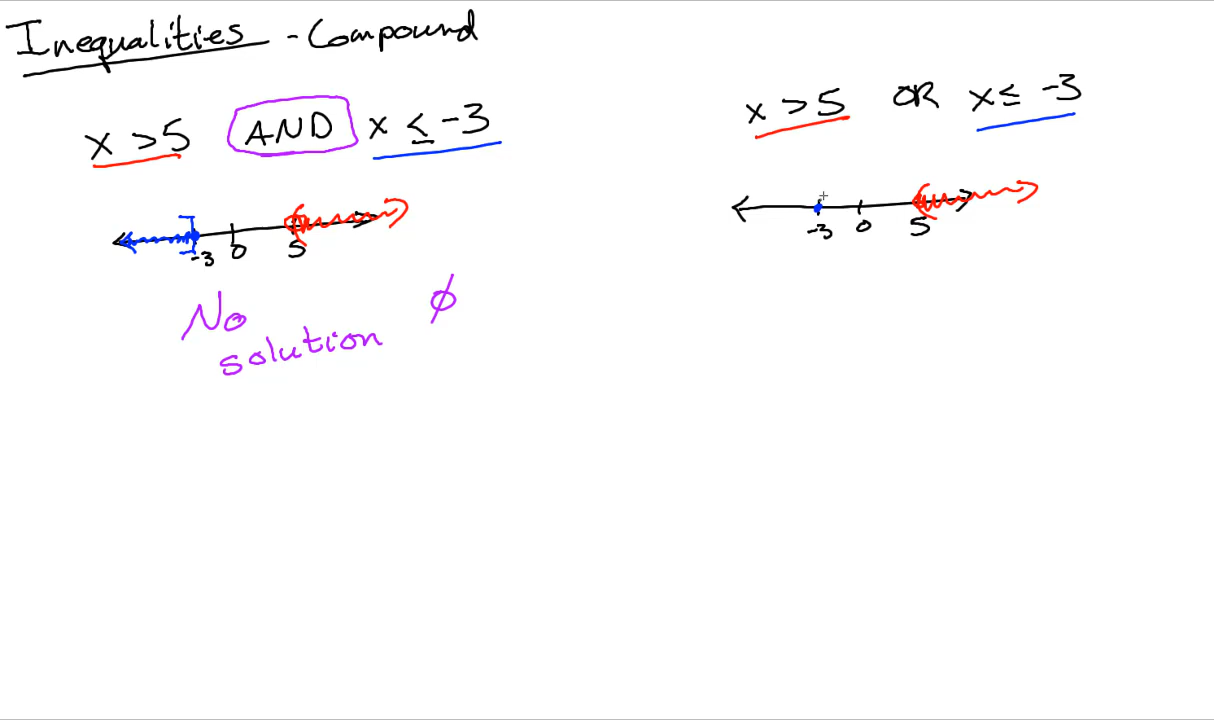 Inequalities - Compound
x > 5 AND x ≤ -3
-3 0 5
No solution ∅
x > 5 OR x ≤ -3
-3 0 5